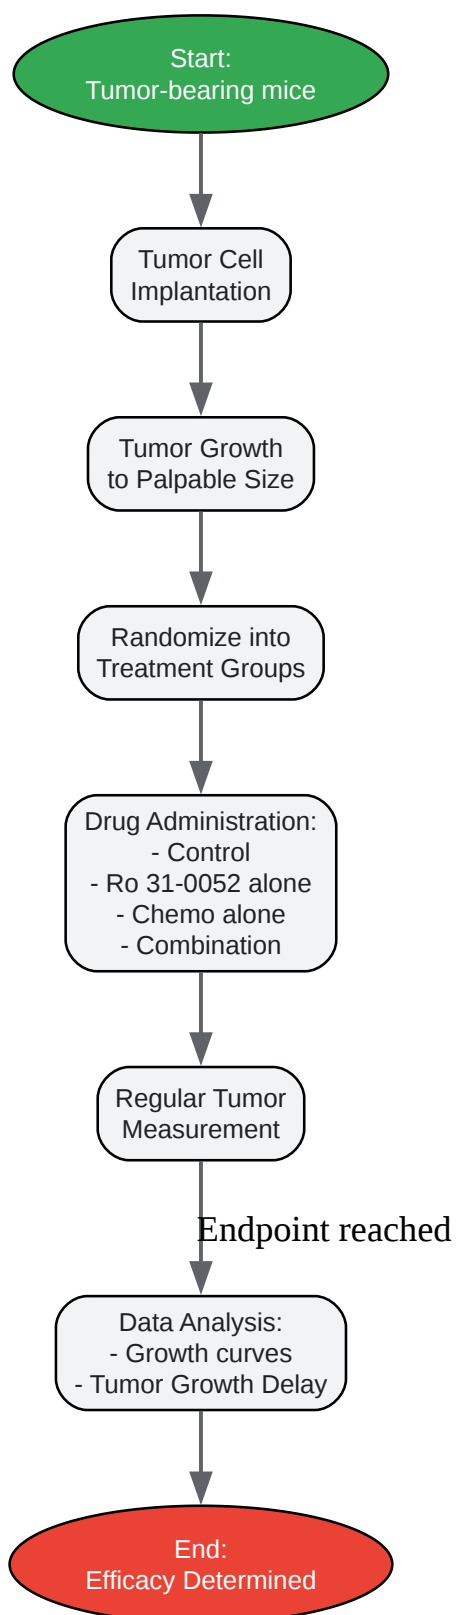 Start:
Tumor-bearing mice
Tumor Cell
Implantation
Tumor Growth
to Palpable Size
Randomize into
Treatment Groups
Drug Administration:
- Control
- Ro 31-0052 alone
- Chemo alone
- Combination
Regular Tumor
Measurement
Endpoint reached
Data Analysis:
- Growth curves
- Tumor Growth Delay
End:
Efficacy Determined